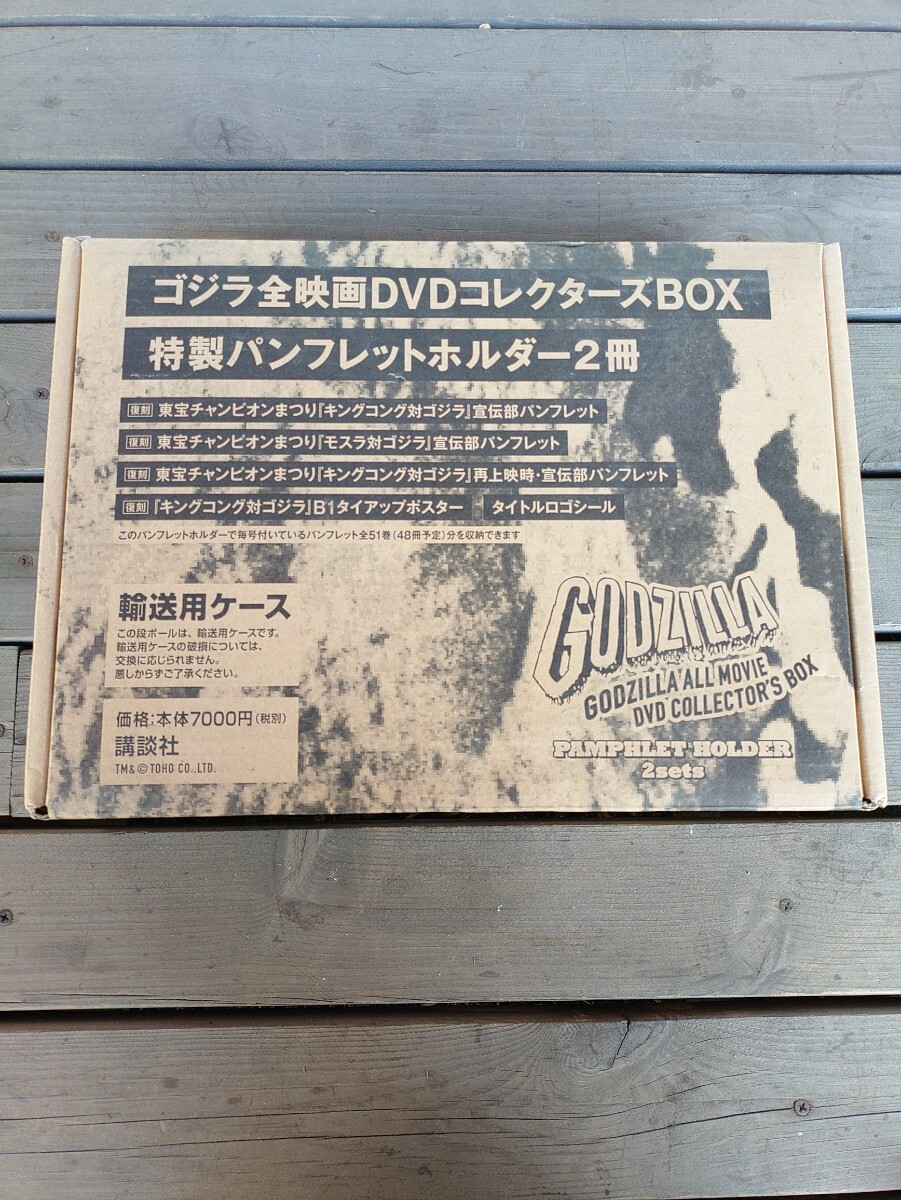 ゴジラ全映画DVDコレクターズBOX
特製パンフレットホルダー2冊
復刻 東宝チャンピオンまつり『キングコング対ゴジラ』宣伝部パンフレット
復刻 東宝チャンピオンまつり『モスラ対ゴジラ』宣伝部パンフレット
復刻 東宝チャンピオンまつり『キングコング対ゴジラ』再上映時・宣伝部パンフレット
復刻 『キングコング対ゴジラ』B1タイアップポスター タイトルロゴシール
このパンフレットホルダーで毎号付いているパンフレット全51巻(48冊予定)分を収納できます
輸送用ケース
この段ボールは、輸送用ケースです。
輸送用ケースの破損については、
交換に応じられません。
悪しからずご了承ください。
価格:本体7000円(税別)
講談社
TM&©TOHO CO.,LTD.
GODZILLA
GODZILLA ALL MOVIE
DVD COLLECTOR'S BOX
PAMPHLET HOLDER
2sets